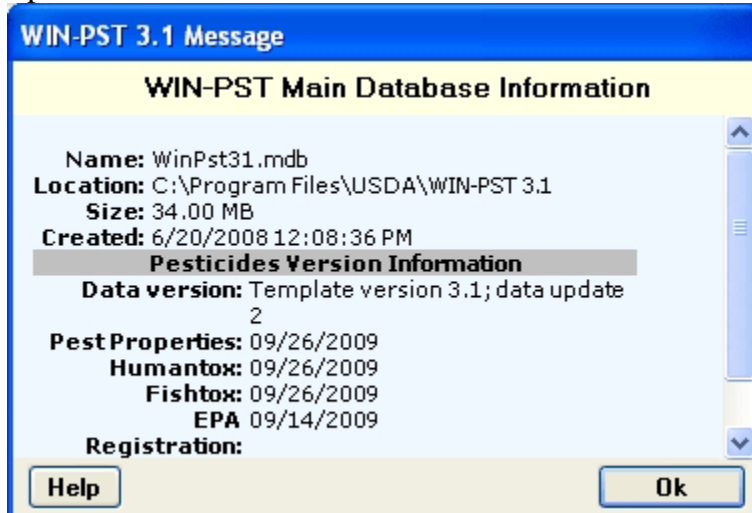 WIN-PST 3.1 Message
WIN-PST Main Database Information
Name: WinPst31.mdb
Location: C:\Program Files\USDA\WIN-PST 3.1
Size: 34.00 MB
Created: 6/20/2008 12:08:36 PM
Pesticides Version Information
Data version: Template version 3.1; data update
2
Pest Properties: 09/26/2009
Humantox: 09/26/2009
Fishtox: 09/26/2009
EPA 09/14/2009
Registration:
Help Ok